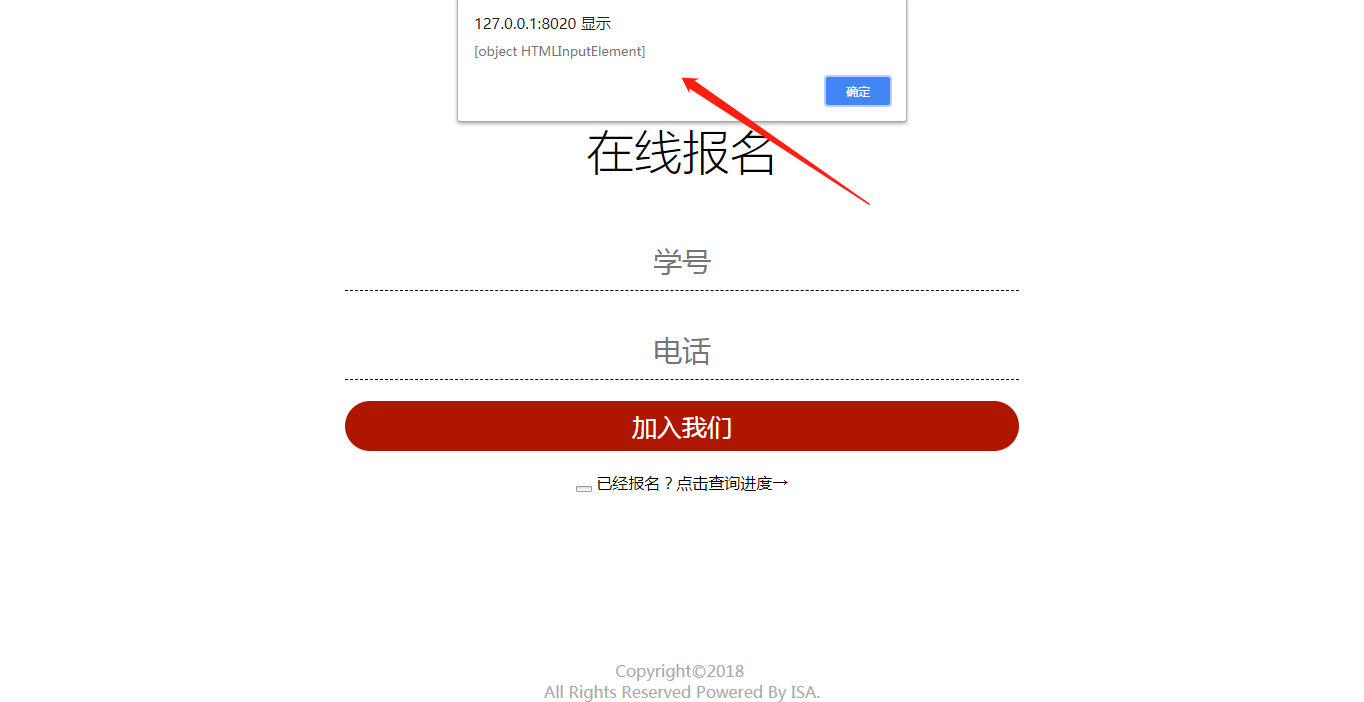 127.0.0.1:8020 显示
[object HTMLInputElement]
确定
在线报名
学号
电话
加入我们
已经报名？点击查询进度→
Copyright©2018
All Rights Reserved Powered By ISA.